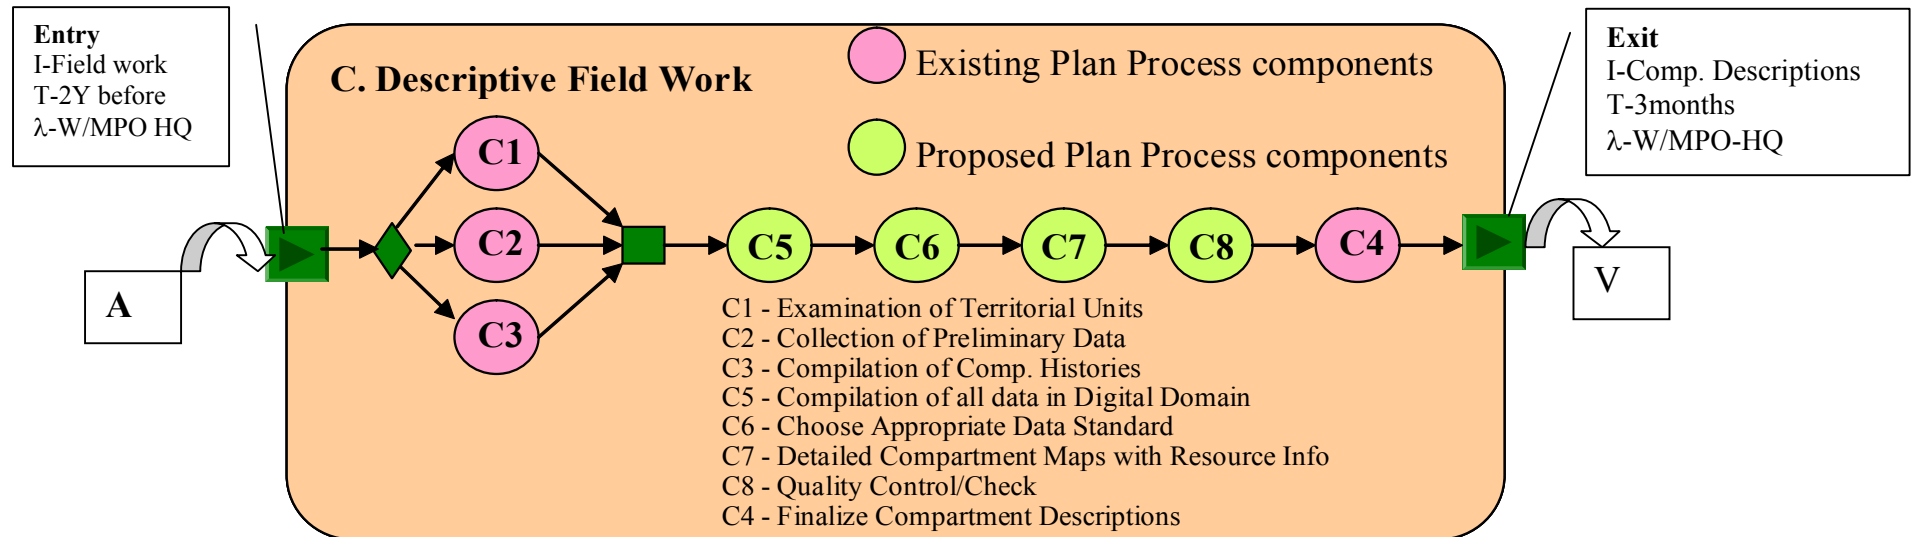 Entry
I-Field work
T-2Y before
λ-W/MPO HQ
C. Descriptive Field Work
Existing Plan Process components
Proposed Plan Process components
Exit
I-Comp. Descriptions
T-3months
λ-W/MPO-HQ
A
C1
C2
C3
C5
C6
C7
C8
C4
V
C1 - Examination of Territorial Units
C2 - Collection of Preliminary Data
C3 - Compilation of Comp. Histories
C5 - Compilation of all data in Digital Domain
C6 - Choose Appropriate Data Standard
C7 - Detailed Compartment Maps with Resource Info
C8 - Quality Control/Check
C4 - Finalize Compartment Descriptions